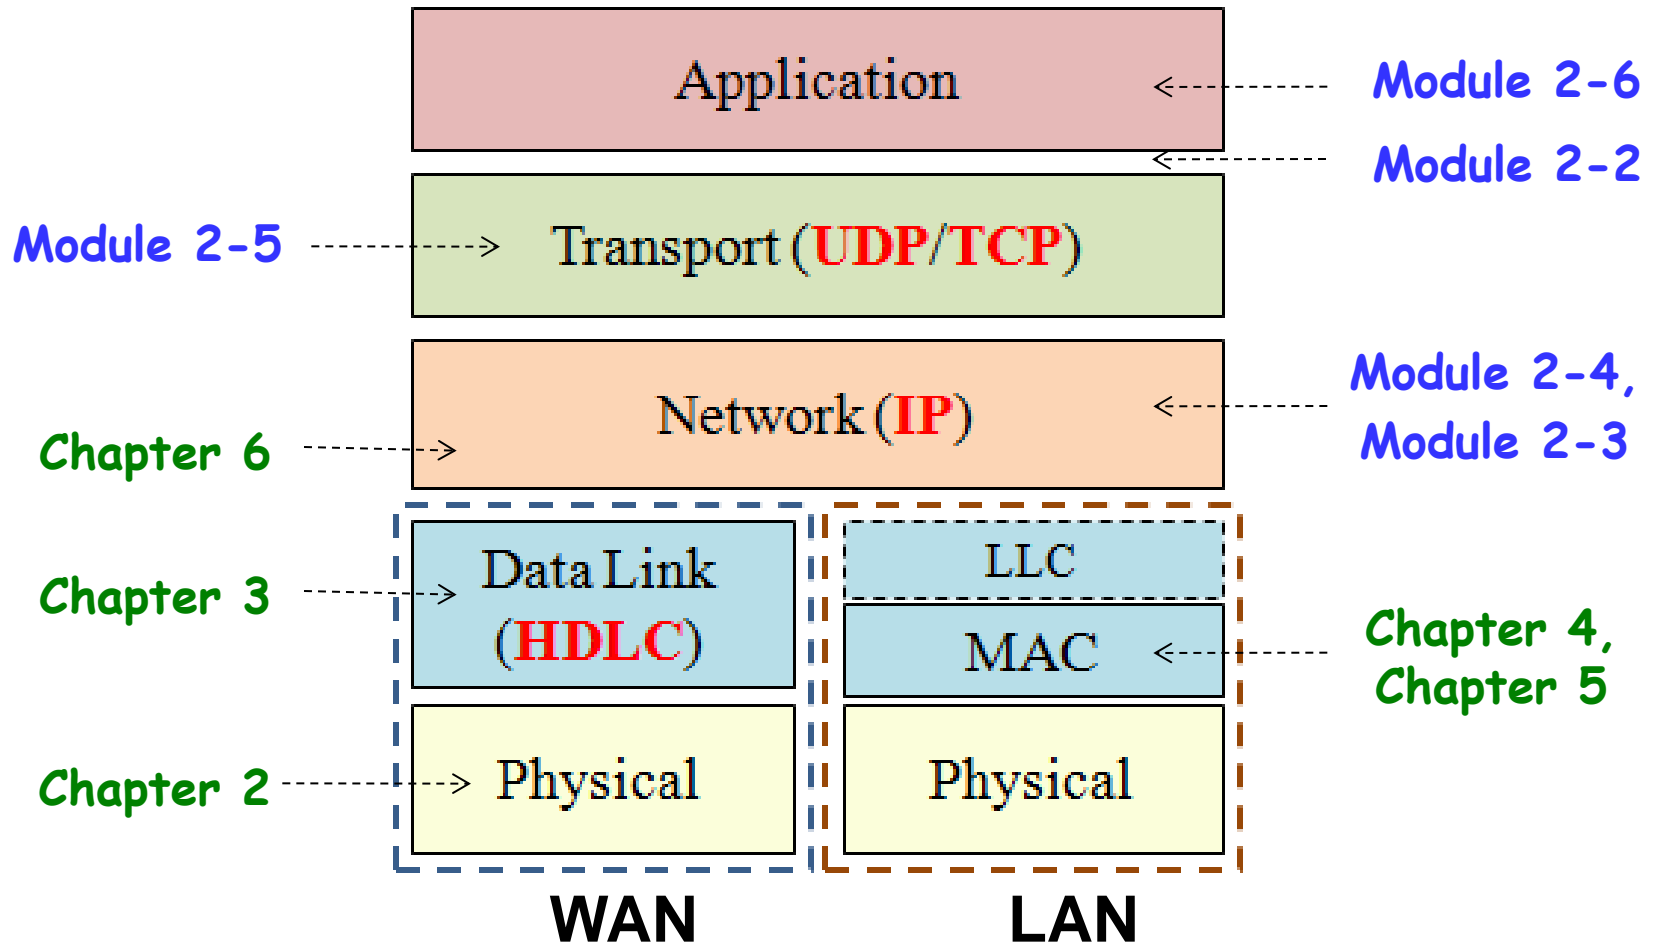 Application
Module 2-6
Module 2-2
Module 2-5
Transport (UDP/TCP)
Network (IP)
Module 2-4,
Module 2-3
Chapter 6
Data Link
(HDLC)
LLC
MAC
Chapter 3
Chapter 4,
Chapter 5
Chapter 2
Physical
Physical
WAN
LAN